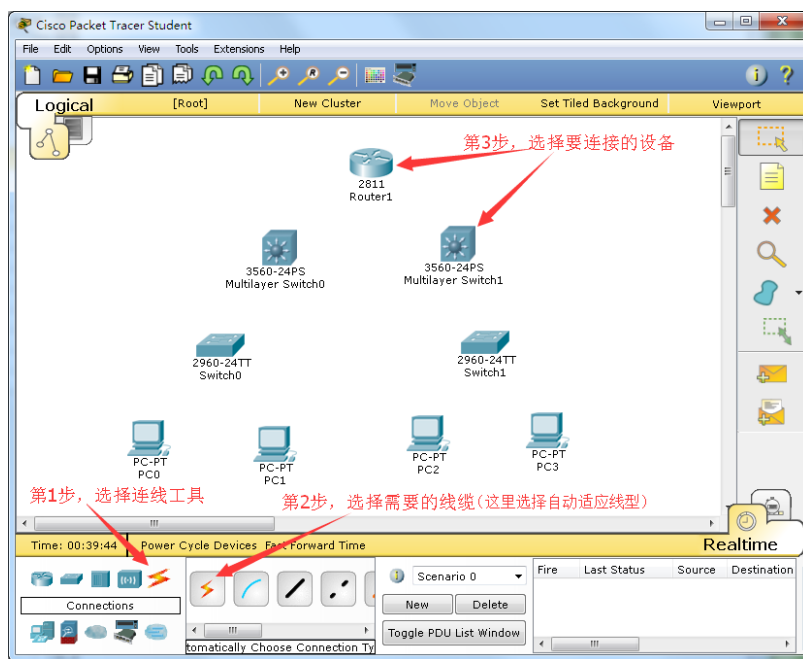 Cisco Packet Tracer Student
File Edit Options View Tools Extensions Help
Logical [Root] New Cluster Move Object Set Tiled Background Viewport
第3步，选择要连接的设备
2811
Router1
3560-24PS
Multilayer Switch0
3560-24PS
Multilayer Switch1
2960-24TT
Switch0
2960-24TT
Switch1
PC-PT
PC0
PC-PT
PC1
PC-PT
PC2
PC-PT
PC3
第1步，选择连线工具
第2步，选择需要的线缆(这里选择自动适应线型)
Time: 00:39:44 Power Cycle Devices Fast Forward Time Realtime
Scenario 0
Fire Last Status Source Destination
Connections
New Delete
Toggle PDU List Window
tomatically Choose Connection Ty